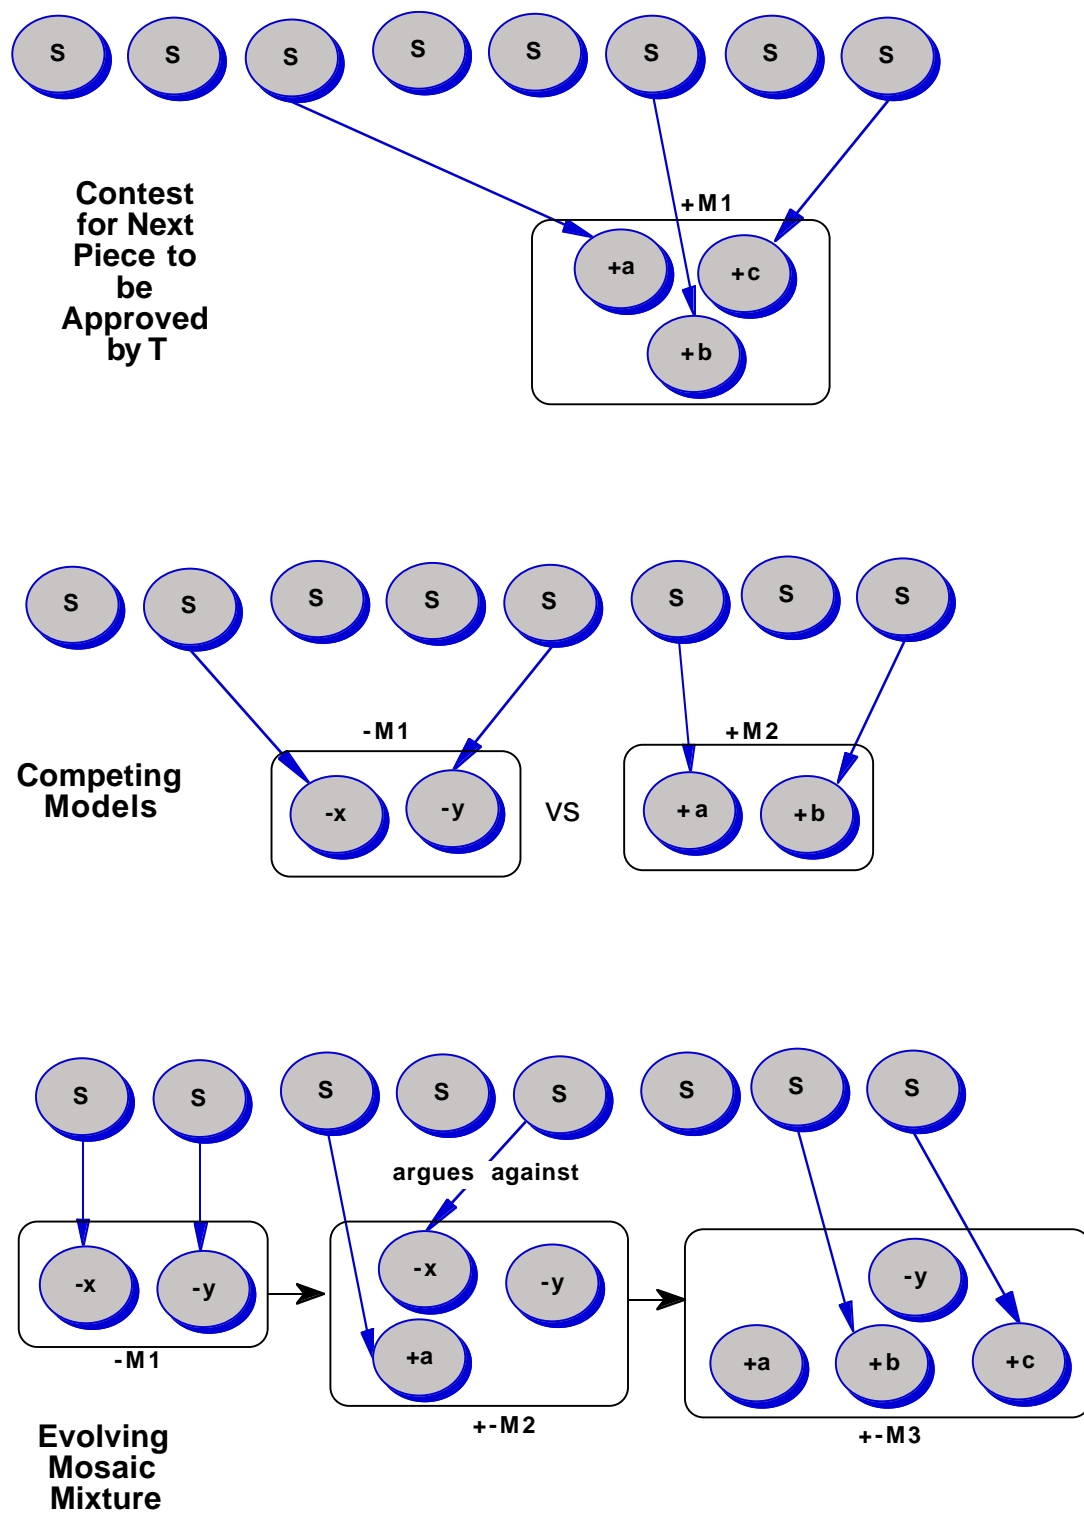 S S S S S S S S
Contest
for Next
Piece to
be
Approved
by T
+M1
+a +c
+b
S S S S S S S S
Competing
Models
-M1
-x -y
vs
+M2
+a +b
S S S S S S S S
argues against
-x -y
-M1
-x -y
+a
+-M2
-y
+a +b +c
+-M3
Evolving
Mosaic
Mixture